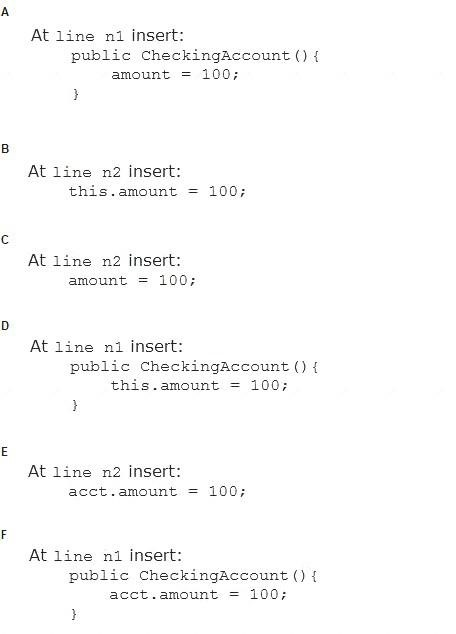 A
At line n1 insert:
public CheckingAccount(){
amount = 100;
}
B
At line n2 insert:
this.amount = 100;
C
At line n2 insert:
amount = 100;
D
At line n1 insert:
public CheckingAccount(){
this.amount = 100;
}
E
At line n2 insert:
acct.amount = 100;
F
At line n1 insert:
public CheckingAccount(){
acct.amount = 100;
}